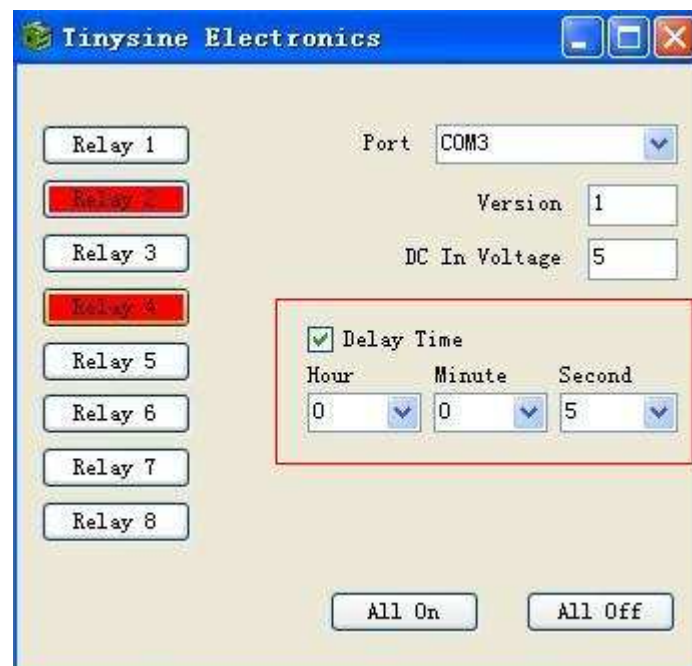 Tinysine Electronics
Relay 1
Relay 2
Relay 3
Relay 4
Relay 5
Relay 6
Relay 7
Relay 8
Port COM3
Version 1
DC In Voltage 5
Delay Time
Hour Minute Second
0 0 5
All On All Off